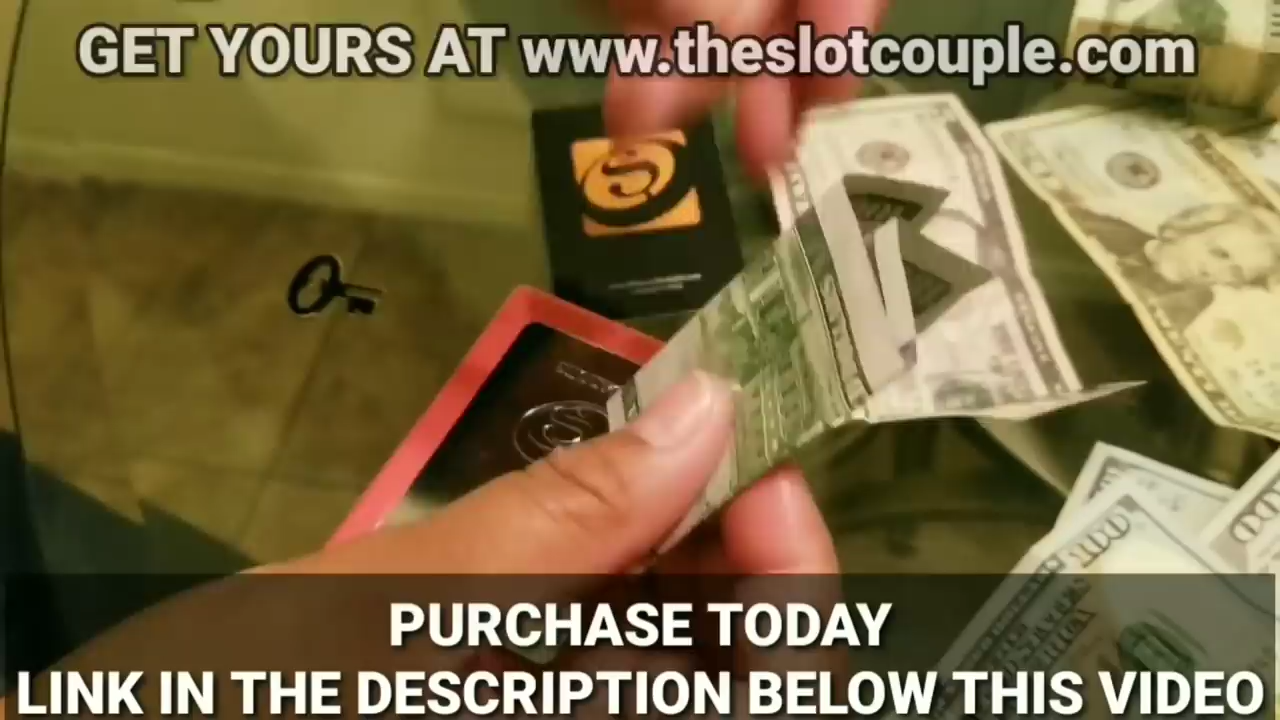 GET YOURS AT www.theslotcouple.com
PURCHASE TODAY
LINK IN THE DESCRIPTION BELOW THIS VIDEO